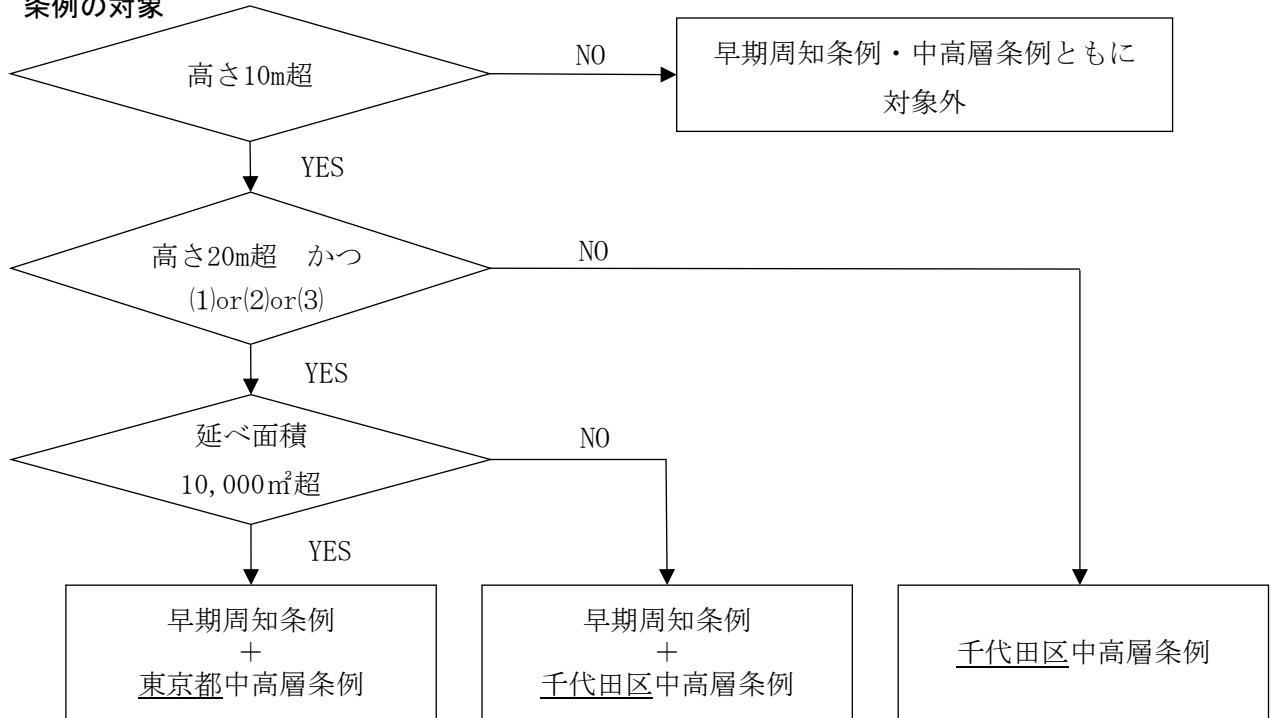 条例の対象
高さ10m超
NO
早期周知条例・中高層条例ともに
対象外
YES
高さ20m超　かつ
⑴or⑵or⑶
NO
YES
延べ面積
10,000㎡超
NO
YES
早期周知条例
＋
東京都中高層条例
早期周知条例
＋
千代田区中高層条例
千代田区中高層条例